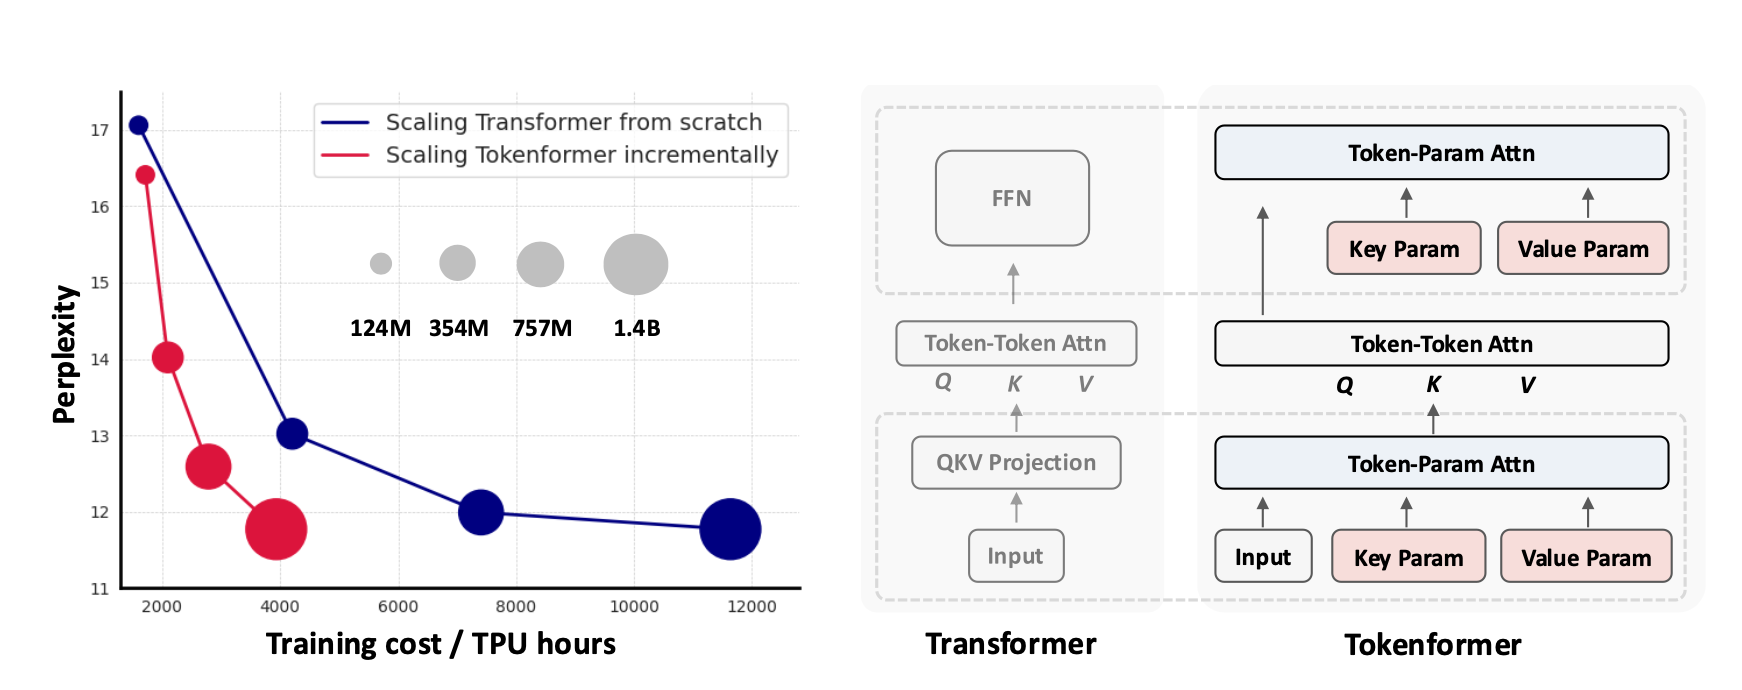 Scaling Transformer from scratch
Scaling Tokenformer incrementally
17
16
15
14
13
12
11
Perplexity
124M 354M 757M 1.4B
2000 4000 6000 8000 10000 12000
Training cost / TPU hours
FFN
Token-Token Attn
Q K V
QKV Projection
Input
Transformer
Token-Param Attn
Key Param Value Param
Token-Token Attn
Q K V
Token-Param Attn
Input Key Param Value Param
Tokenformer